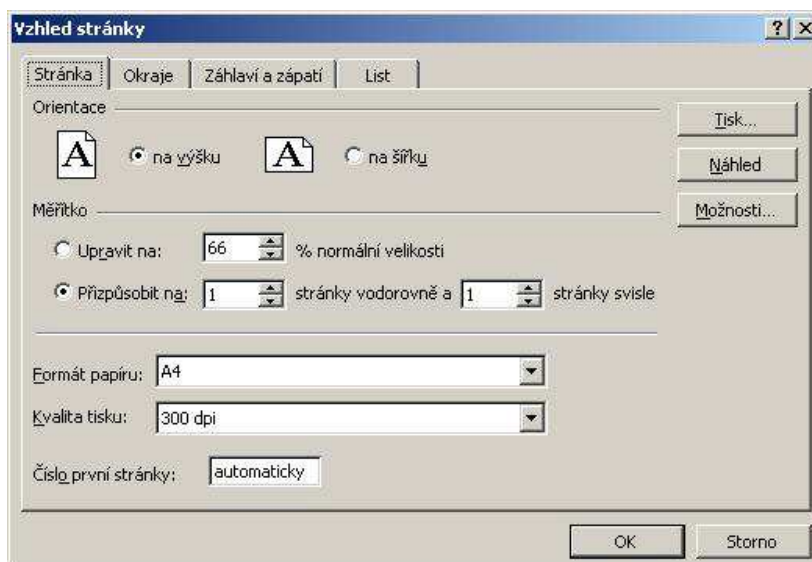 Vzhled stránky
Stránka Okraje Záhlaví a zápatí List
Orientace
A na výšku A na šířku
Tisk...
Náhled
Měřítko
Možnosti...
Upravit na: 66 % normální velikosti
Přizpůsobit na: 1 stránky vodorovně a 1 stránky svisle
Formát papíru: A4
Kvalita tisku: 300 dpi
Číslo první stránky: automaticky
OK Storno